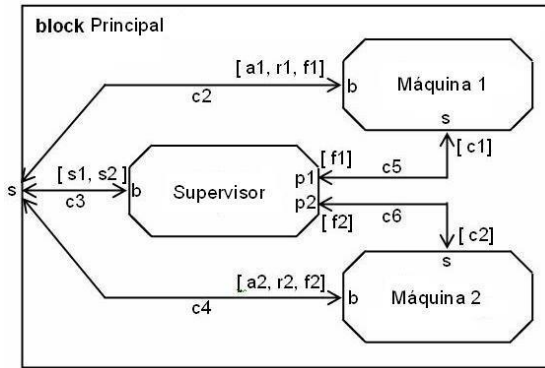 block Principal
[ a1, r1, f1]
c2
b
Máquina 1
s
[ c1]
[ f1]
c5
p1
[ s1, s2]
s
c3
b
Supervisor
p2
c6
[ f2]
[ c2]
s
[ a2, r2, f2]
c4
b
Máquina 2